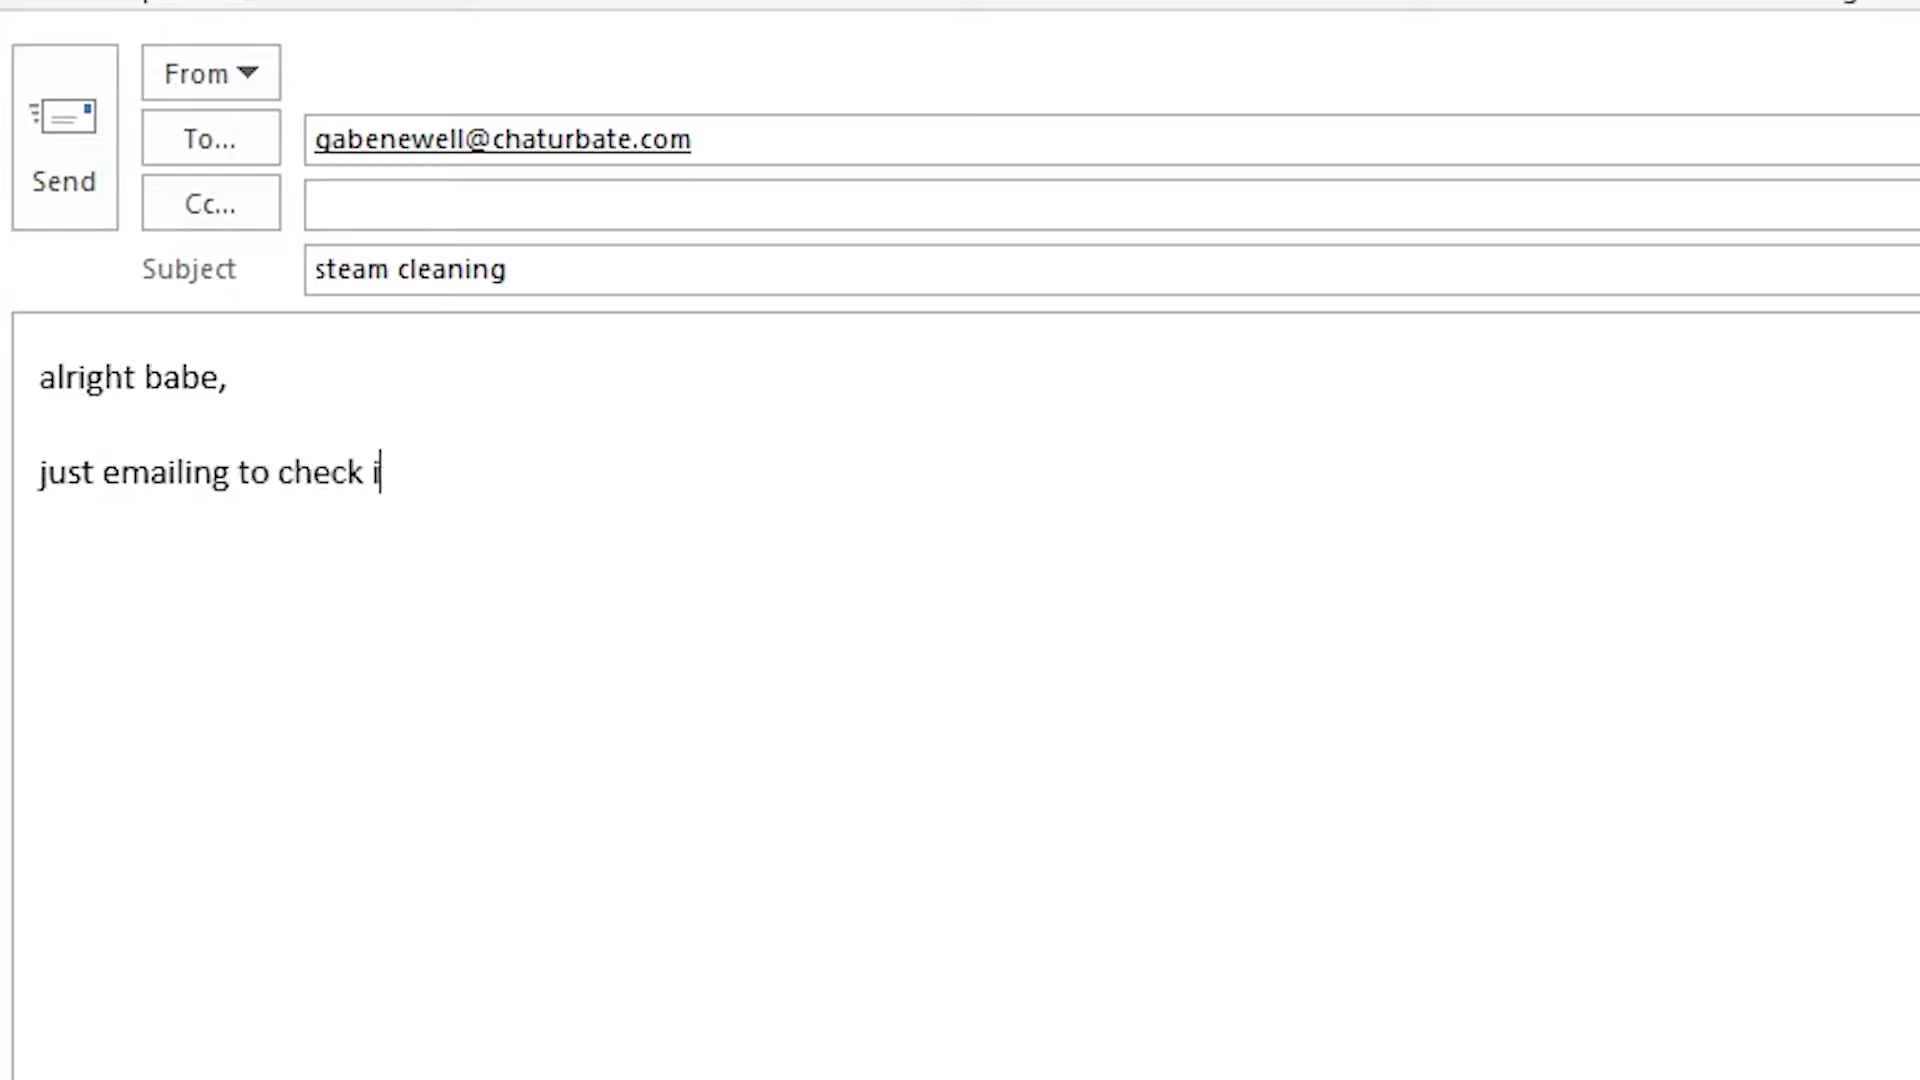 From
To...
gabenewell@chaturbate.com
Send
Cc...
Subject
steam cleaning
alright babe,
just emailing to check i